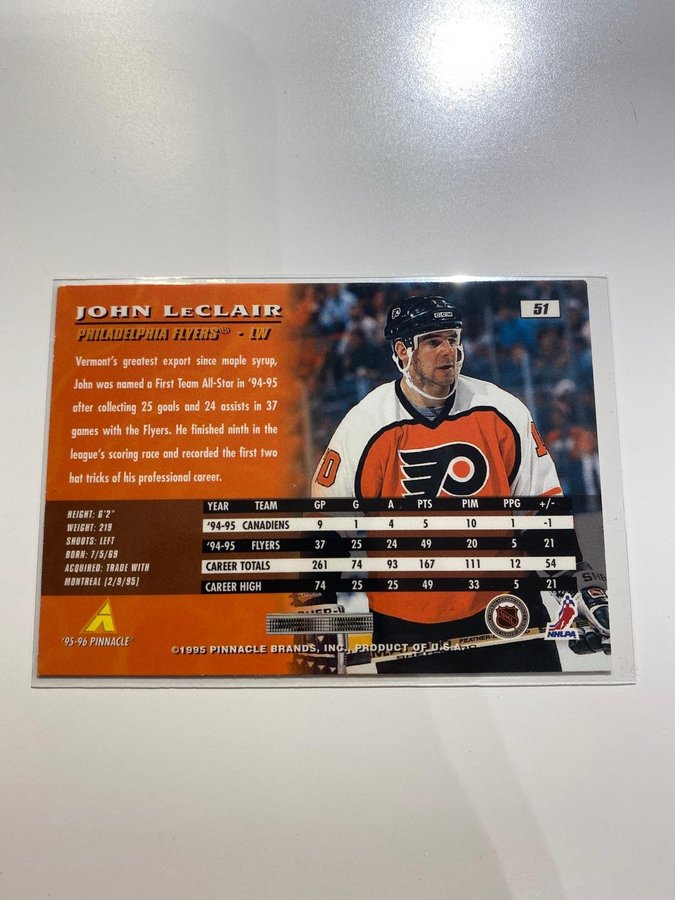 JOHN LECLAIR
51
PHILADELPHIA FLYERS® • LW
Vermont's greatest export since maple syrup,
John was named a First Team All-Star in '94-95
after collecting 25 goals and 24 assists in 37
games with the Flyers. He finished ninth in the
league's scoring race and recorded the first two
hat tricks of his professional career.
CCM
10
10
HEIGHT: 6'2"
WEIGHT: 219
SHOOTS: LEFT
BORN: 7/5/69
ACQUIRED: TRADE WITH
MONTREAL [2/9/95]
YEAR TEAM GP G A PTS PIM PPG +/-
'94-95 CANADIENS 9 1 4 5 10 1 -1
'94-95 FLYERS 37 25 24 49 20 5 21
CAREER TOTALS 261 74 93 167 111 12 54
CAREER HIGH 74 25 25 49 33 5 21
'95-96 PINNACLE
NHLPA
©1995 PINNACLE BRANDS, INC., PRODUCT OF U.S.A.